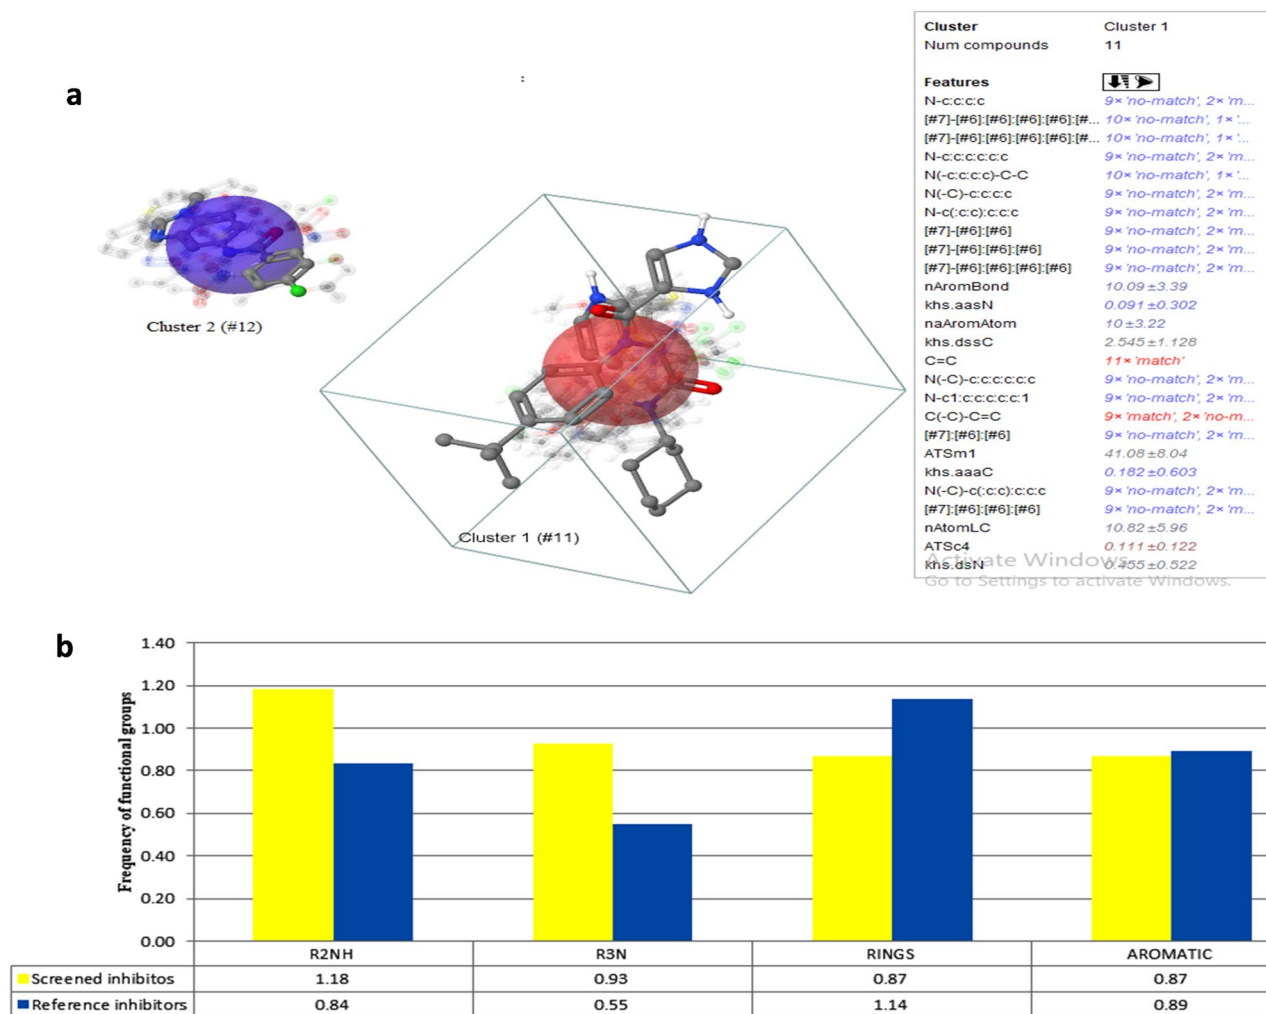 a
:
Cluster 2 (#12)
Cluster 1 (#11)
Cluster Cluster 1
Num compounds 11
Features
N-c:c:c:c 9× 'no-match', 2× 'm...
[#7]-[#6]:[#6]:[#6]:[#6]:[#... 10× 'no-match', 1× '...
[#7]-[#6]:[#6]:[#6]:[#6]:[#... 10× 'no-match', 1× '...
N-c:c:c:c:c:c 9× 'no-match', 2× 'm...
N(-c:c:c:c)-C-C 10× 'no-match', 1× '...
N(-C)-c:c:c:c 9× 'no-match', 2× 'm...
N-c(:c:c):c:c:c 9× 'no-match', 2× 'm...
[#7]-[#6]:[#6] 9× 'no-match', 2× 'm...
[#7]-[#6]:[#6]:[#6] 9× 'no-match', 2× 'm...
[#7]-[#6]:[#6]:[#6]:[#6] 9× 'no-match', 2× 'm...
nAromBond 10.09±3.39
khs.aasN 0.091±0.302
naAromAtom 10±3.22
khs.dssC 2.545±1.128
C=C 11× 'match'
N(-C)-c:c:c:c:c:c 9× 'no-match', 2× 'm...
N-c1:c:c:c:c:c:1 9× 'no-match', 2× 'm...
C(-C)-C=C 9× 'match', 2× 'no-m...
[#7]:[#6]:[#6] 9× 'no-match', 2× 'm...
ATSm1 41.08±8.04
khs.aaaC 0.182±0.603
N(-C)-c(:c:c):c:c:c 9× 'no-match', 2× 'm...
[#7]:[#6]:[#6]:[#6] 9× 'no-match', 2× 'm...
nAtomLC 10.82±5.96
ATSc4 0.111±0.122
khs.dsN 0.455±0.522
Activate Windows
Go to Settings to activate Windows.
b
Frequency of functional groups
1.40
1.20
1.00
0.80
0.60
0.40
0.20
0.00
R2NH R3N RINGS AROMATIC
Screened inhibitos 1.18 0.93 0.87 0.87
Reference inhibitors 0.84 0.55 1.14 0.89